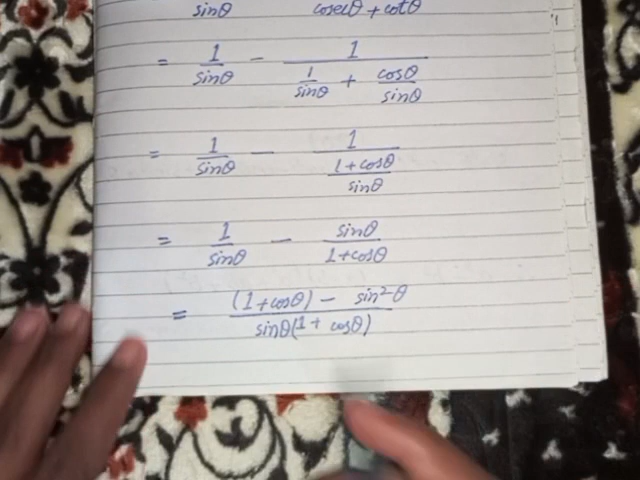 sinθ cosecθ + cotθ
= 1/sinθ - 1/(1/sinθ + cosθ/sinθ)
= 1/sinθ - 1/((1+cosθ)/sinθ)
= 1/sinθ - sinθ/(1+cosθ)
= ((1+cosθ) - sin²θ)/(sinθ(1+ cosθ))